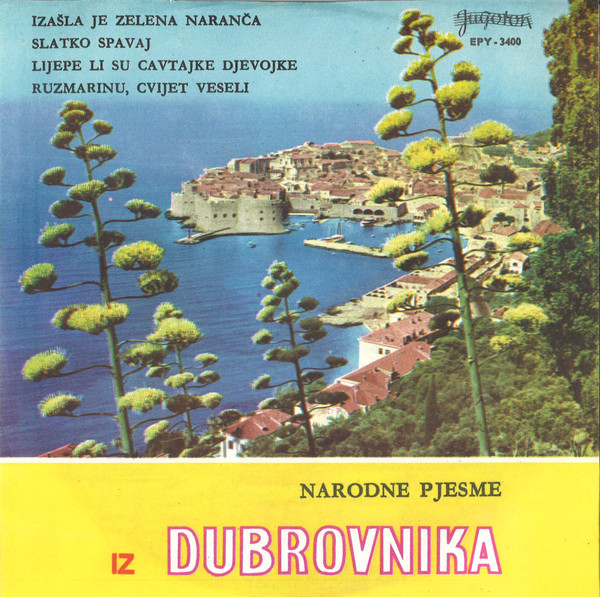 IZAŠLA JE ZELENA NARANČA
SLATKO SPAVAJ
LIJEPE LI SU CAVTAJKE DJEVOJKE
RUZMARINU, CVIJET VESELI
Jugoton
EPY - 3400
NARODNE PJESME
IZ DUBROVNIKA